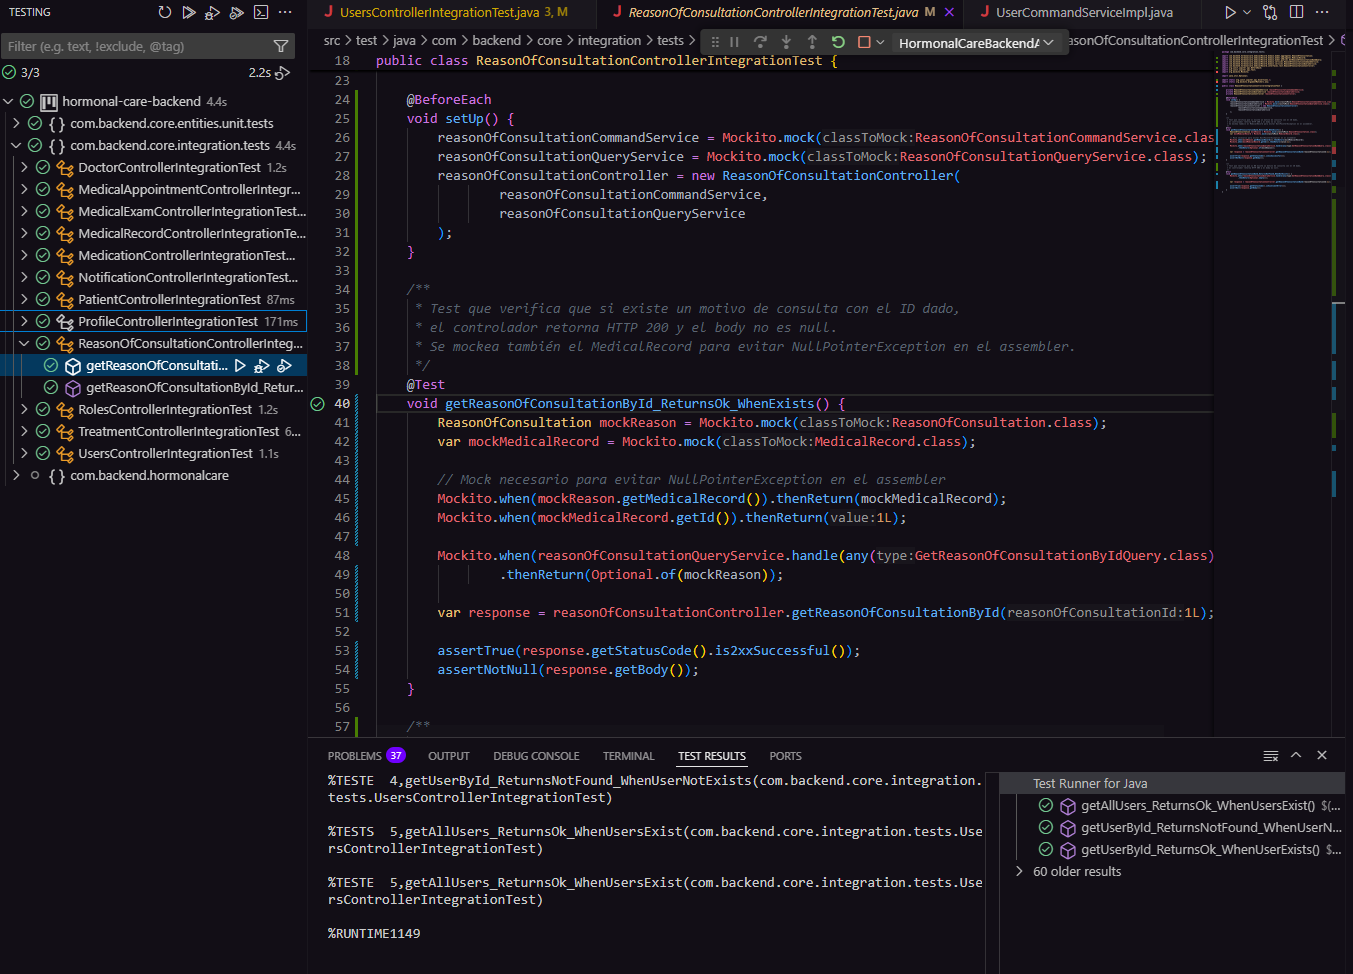 TESTING
Filter (e.g. text, !exclude, @tag)
3/3
2.2s
hormonal-care-backend 4.4s
{ } com.backend.core.entities.unit.tests
{ } com.backend.core.integration.tests 4.4s
DoctorControllerIntegrationTest 1.2s
MedicalAppointmentControllerIntegr...
MedicalExamControllerIntegrationTest...
MedicalRecordControllerIntegrationTe...
MedicationControllerIntegrationTest...
NotificationControllerIntegrationTest...
PatientControllerIntegrationTest 87ms
ProfileControllerIntegrationTest 171ms
ReasonOfConsultationControllerInteg...
getReasonOfConsultati...
getReasonOfConsultationById_Retur...
RolesControllerIntegrationTest 1.2s
TreatmentControllerIntegrationTest 6...
UsersControllerIntegrationTest 1.1s
{ } com.backend.hormonalcare
J UsersControllerIntegrationTest.java 3, M
J ReasonOfConsultationControllerIntegrationTest.java M
J UserCommandServiceImpl.java
src > test > java > com > backend > core > integration > tests >
HormonalCareBackendA
asonOfConsultationControllerIntegrationTest >
18 public class ReasonOfConsultationControllerIntegrationTest {
23
24 @BeforeEach
25 void setUp() {
26 reasonOfConsultationCommandService = Mockito.mock(classToMock:ReasonOfConsultationCommandService.clas
27 reasonOfConsultationQueryService = Mockito.mock(classToMock:ReasonOfConsultationQueryService.class);
28 reasonOfConsultationController = new ReasonOfConsultationController(
29 reasonOfConsultationCommandService,
30 reasonOfConsultationQueryService
31 );
32 }
33
34 /**
35 * Test que verifica que si existe un motivo de consulta con el ID dado,
36 * el controlador retorna HTTP 200 y el body no es null.
37 * Se mockea también el MedicalRecord para evitar NullPointerException en el assembler.
38 */
39 @Test
40 void getReasonOfConsultationById_ReturnsOk_WhenExists() {
41 ReasonOfConsultation mockReason = Mockito.mock(classToMock:ReasonOfConsultation.class);
42 var mockMedicalRecord = Mockito.mock(classToMock:MedicalRecord.class);
43
44 // Mock necesario para evitar NullPointerException en el assembler
45 Mockito.when(mockReason.getMedicalRecord()).thenReturn(mockMedicalRecord);
46 Mockito.when(mockMedicalRecord.getId()).thenReturn(value:1L);
47
48 Mockito.when(reasonOfConsultationQueryService.handle(any(type:GetReasonOfConsultationByIdQuery.class)
49 .thenReturn(Optional.of(mockReason));
50
51 var response = reasonOfConsultationController.getReasonOfConsultationById(reasonOfConsultationId:1L);
52
53 assertTrue(response.getStatusCode().is2xxSuccessful());
54 assertNotNull(response.getBody());
55 }
56
57 /**
PROBLEMS 37 OUTPUT DEBUG CONSOLE TERMINAL TEST RESULTS PORTS
%TESTE 4,getUserById_ReturnsNotFound_WhenUserNotExists(com.backend.core.integration.
tests.UsersControllerIntegrationTest)
%TESTS 5,getAllUsers_ReturnsOk_WhenUsersExist(com.backend.core.integration.tests.Use
rsControllerIntegrationTest)
%TESTE 5,getAllUsers_ReturnsOk_WhenUsersExist(com.backend.core.integration.tests.Use
rsControllerIntegrationTest)
%RUNTIME1149
Test Runner for Java
getAllUsers_ReturnsOk_WhenUsersExist() $(...
getUserById_ReturnsNotFound_WhenUserN...
getUserById_ReturnsOk_WhenUserExists() $...
60 older results